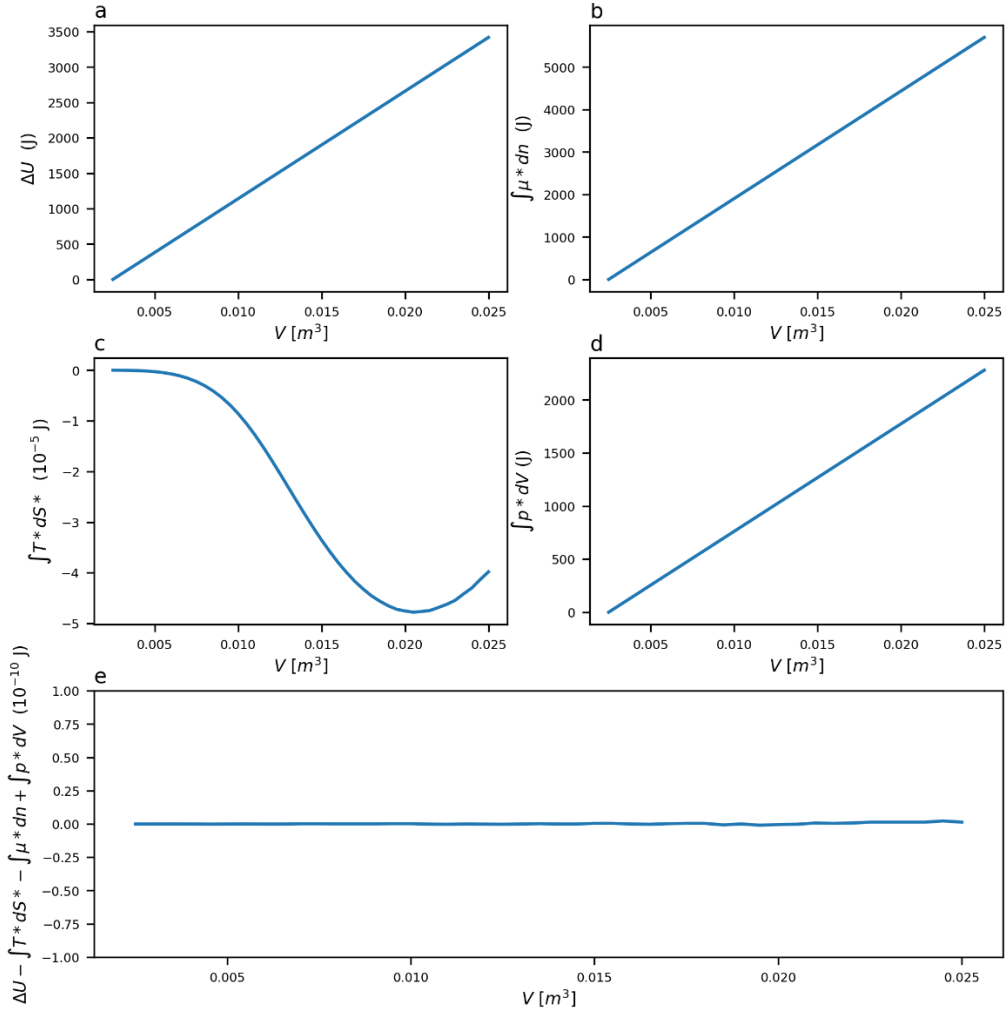 a
3500
3000
2500
2000
1500
1000
500
0
ΔU (J)
0.005 0.010 0.015 0.020 0.025
V [m³]
b
5000
4000
3000
2000
1000
0
∫μ∗dn (J)
0.005 0.010 0.015 0.020 0.025
V [m³]
c
0
−1
−2
−3
−4
−5
∫T∗dS∗ (10⁻⁵ J)
0.005 0.010 0.015 0.020 0.025
V [m³]
d
2000
1500
1000
500
0
∫p∗dV (J)
0.005 0.010 0.015 0.020 0.025
V [m³]
e
1.00
0.75
0.50
0.25
0.00
−0.25
−0.50
−0.75
−1.00
ΔU − ∫T∗dS∗ − ∫μ∗dn + ∫p∗dV (10⁻¹⁰ J)
0.005 0.010 0.015 0.020 0.025
V [m³]